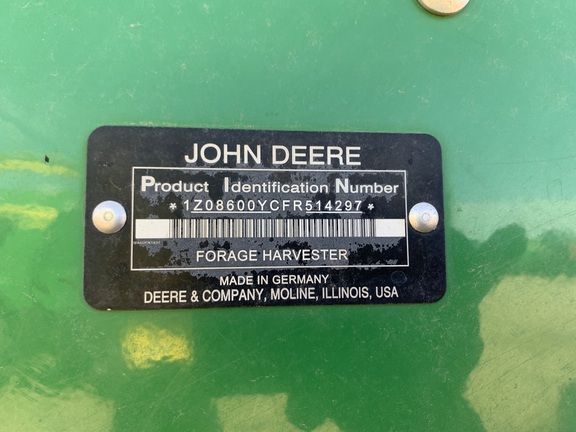 JOHN DEERE
Product Identification Number
*1Z08600YCFR514297*
FORAGE HARVESTER
MADE IN GERMANY
DEERE & COMPANY, MOLINE, ILLINOIS, USA